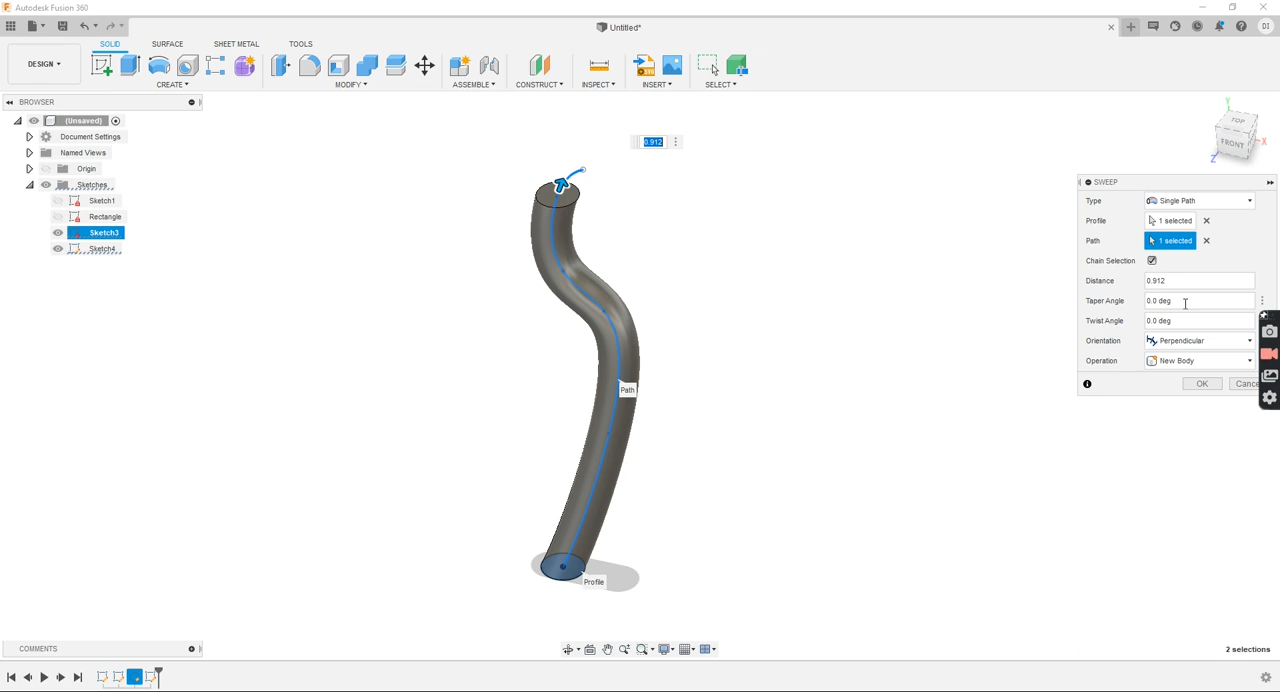 Autodesk Fusion 360
Untitled*
DI
DESIGN
SOLID SURFACE SHEET METAL TOOLS
CREATE MODIFY ASSEMBLE CONSTRUCT INSPECT INSERT SELECT
BROWSER
(Unsaved)
Document Settings
Named Views
Origin
Sketches
Sketch1
Rectangle
Sketch3
Sketch4
0.912
Path
Profile
Y
TOP
FRONT
X
Z
SWEEP
Type Single Path
Profile 1 selected
Path 1 selected
Chain Selection
Distance 0.912
Taper Angle 0.0 deg
Twist Angle 0.0 deg
Orientation Perpendicular
Operation New Body
OK Cance
COMMENTS
2 selections